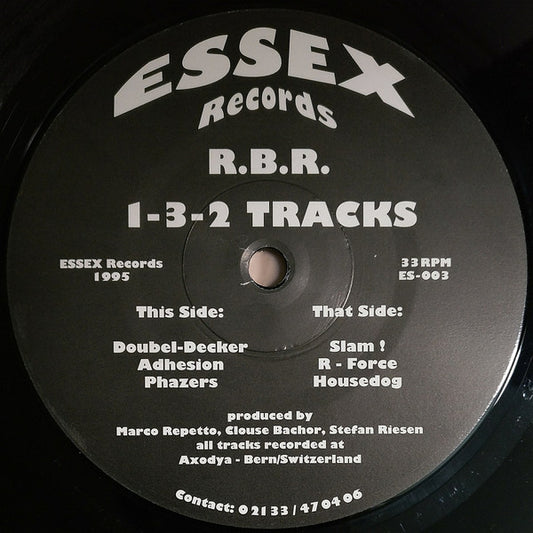 ESSEX
Records
R.B.R.
1-3-2 TRACKS
ESSEX Records
1995
33 RPM
ES-003
This Side:
Doubel-Decker
Adhesion
Phazers
That Side:
Slam !
R - Force
Housedog
produced by
Marco Repetto, Clouse Bachor, Stefan Riesen
all tracks recorded at
Axodya - Bern/Switzerland
Contact: 0 21 33 / 47 04 06